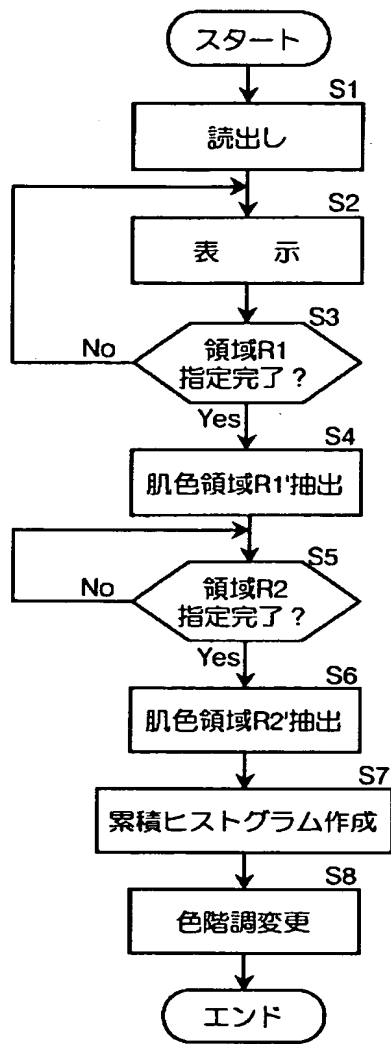 スタート
S1
読出し
S2
表 示
S3
領域R1
指定完了?
No
Yes
S4
肌色領域R1'抽出
S5
領域R2
指定完了?
No
Yes
S6
肌色領域R2'抽出
S7
累積ヒストグラム作成
S8
色階調変更
エンド